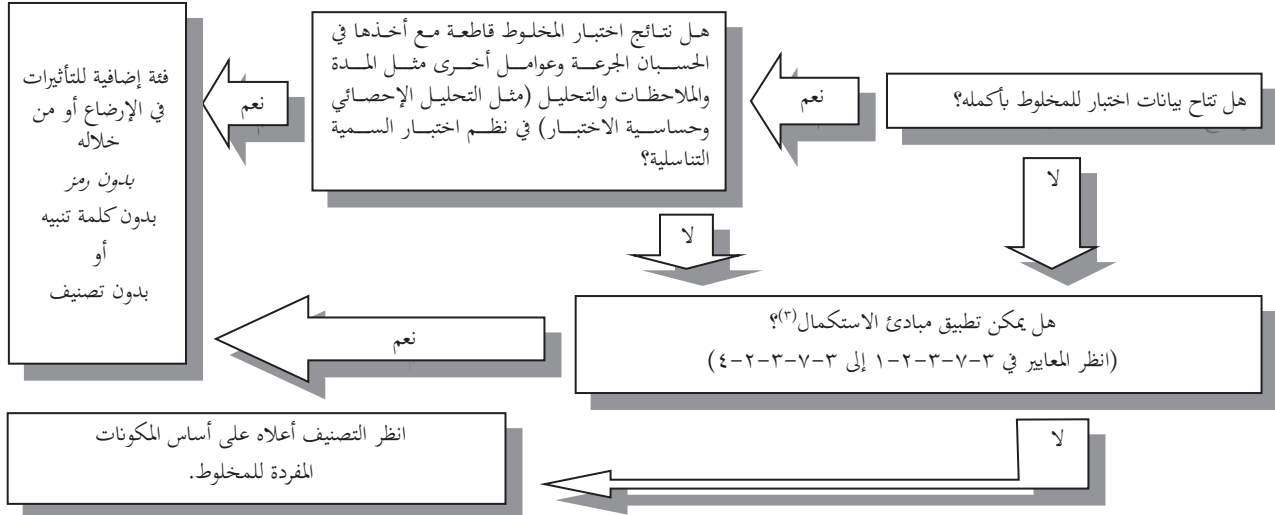 هل تتاح بيانات اختبار للمخلوط بأكمله؟
نعم
هل نتائج اختبار المخلوط قاطعة مع أخذها في
الحسبان الجرعة وعوامل أخرى مثل المدة
والملاحظات والتحليل (مثل التحليل الإحصائي
وحساسية الاختبار) في نظم اختبار السمية
التناسلية؟
نعم
فئة إضافية للتأثيرات
في الإرضاع أو من
خلاله
بدون رمز
بدون كلمة تنبيه
أو
بدون تصنيف
لا
لا
هل يمكن تطبيق مبادئ الاستكمال(٣)؟
(انظر المعايير في ٣-٧-٣-٢-١ إلى ٣-٧-٣-٢-٤)
نعم
لا
انظر التصنيف أعلاه على أساس المكونات
المفردة للمخلوط.